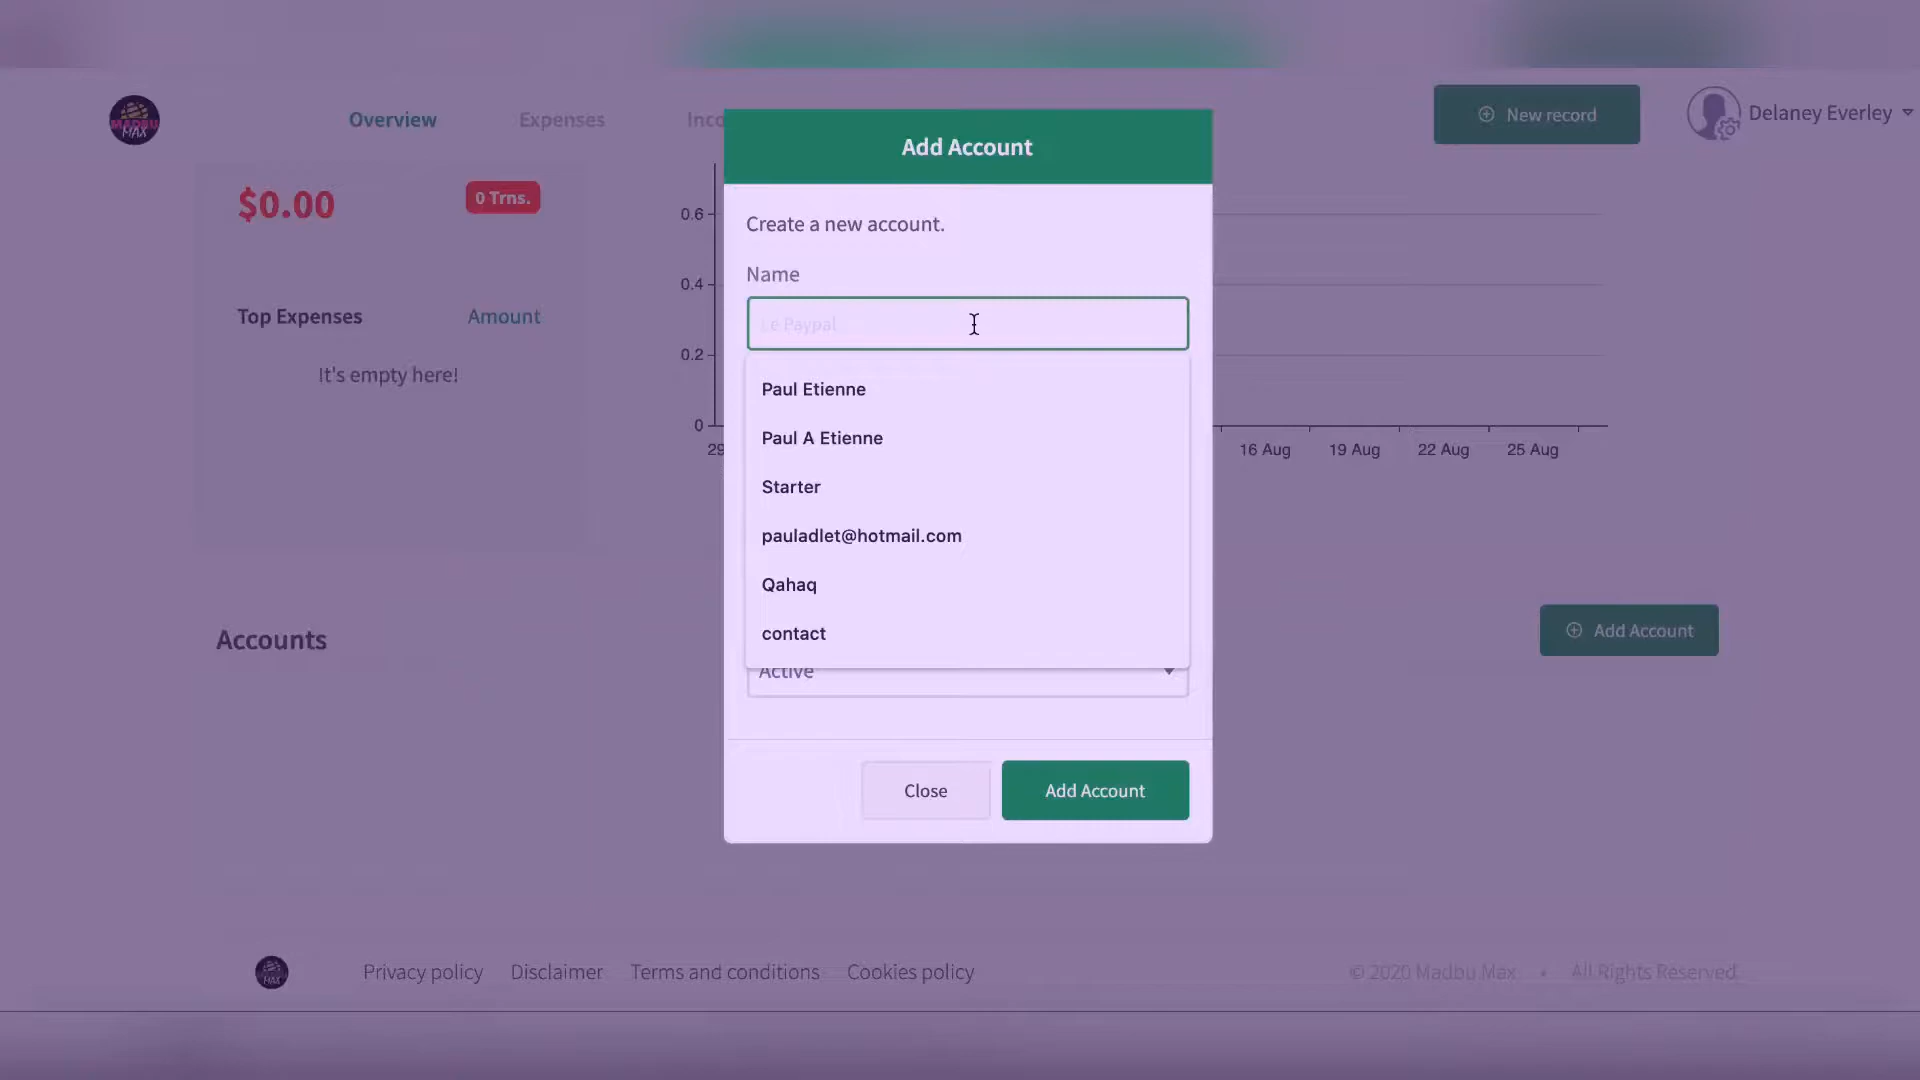 MADBU
MAX
Overview
Expenses
New record
Delaney Everley
Add Account
$0.00
0 Trns.
Create a new account.
Name
Top Expenses
Amount
It's empty here!
0.6
0.4
0.2
0
16 Aug
19 Aug
22 Aug
25 Aug
Paul Etienne
Paul A Etienne
Starter
pauladlet@hotmail.com
Qahaq
contact
Active
Accounts
Add Account
Close
Add Account
Privacy policy
Disclaimer
Terms and conditions
Cookies policy
© 2020 Madbu Max • All Rights Reserved.